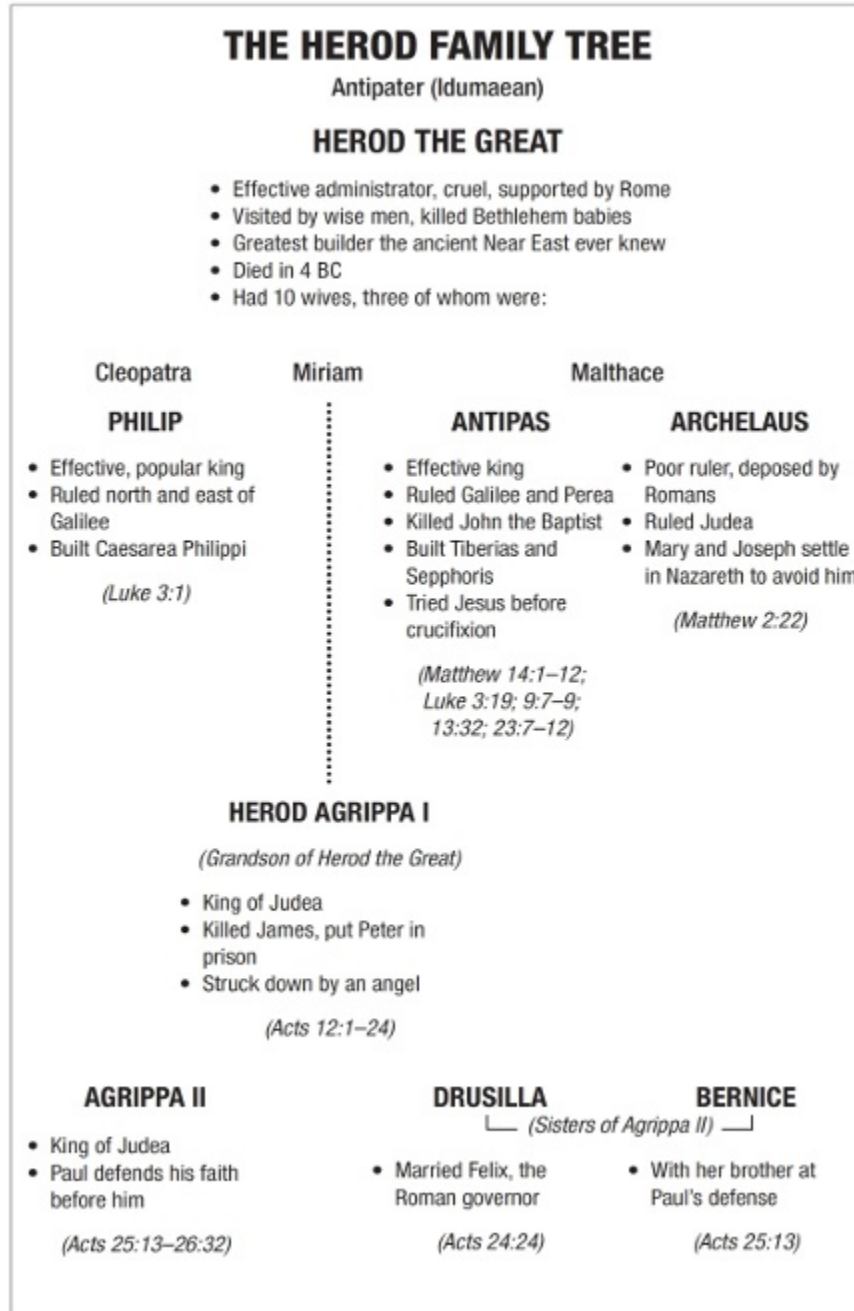 THE HEROD FAMILY TREE
Antipater (Idumaean)
HEROD THE GREAT
• Effective administrator, cruel, supported by Rome
• Visited by wise men, killed Bethlehem babies
• Greatest builder the ancient Near East ever knew
• Died in 4 BC
• Had 10 wives, three of whom were:
Cleopatra
PHILIP
• Effective, popular king
• Ruled north and east of
Galilee
• Built Caesarea Philippi
(Luke 3:1)
Miriam
Malthace
ANTIPAS
• Effective king
• Ruled Galilee and Perea
• Killed John the Baptist
• Built Tiberias and
Sepphoris
• Tried Jesus before
crucifixion
(Matthew 14:1–12;
Luke 3:19; 9:7–9;
13:32; 23:7–12)
ARCHELAUS
• Poor ruler, deposed by
Romans
• Ruled Judea
• Mary and Joseph settle
in Nazareth to avoid him
(Matthew 2:22)
HEROD AGRIPPA I
(Grandson of Herod the Great)
• King of Judea
• Killed James, put Peter in
prison
• Struck down by an angel
(Acts 12:1–24)
AGRIPPA II
• King of Judea
• Paul defends his faith
before him
(Acts 25:13–26:32)
DRUSILLA
BERNICE
(Sisters of Agrippa II)
• Married Felix, the
Roman governor
(Acts 24:24)
• With her brother at
Paul's defense
(Acts 25:13)